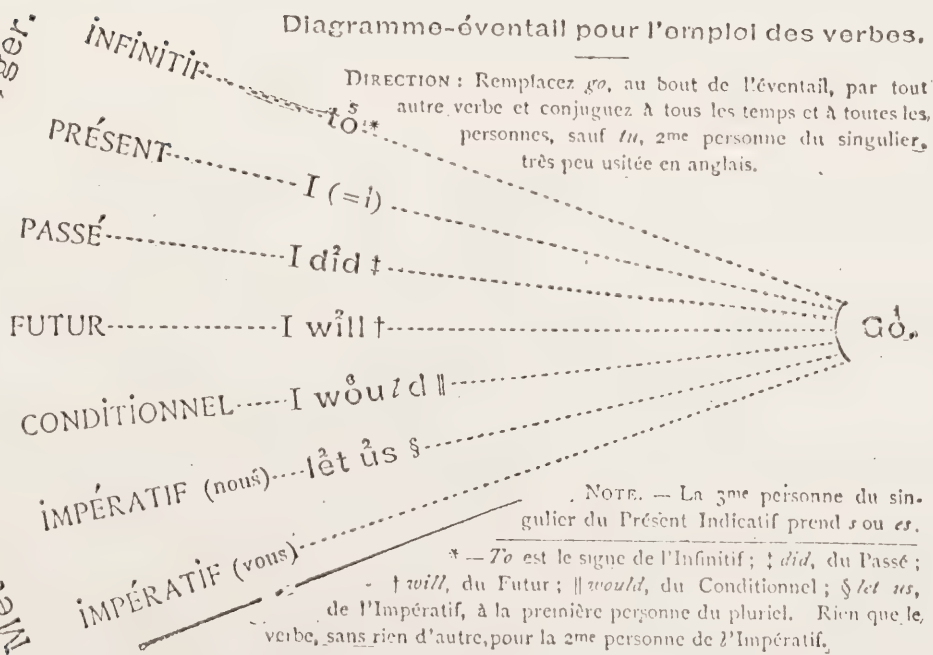 Diagramme-éventail pour l'emploi des verbes.
DIRECTION : Remplacez go, au bout de l'éventail, par tout
autre verbe et conjuguez à tous les temps et à toutes les,
personnes, sauf tu, 2me personne du singulier,
très peu usitée en anglais.
INFINITIF to *
PRÉSENT I (= i)
PASSÉ I did ‡
FUTUR I will † Go.
CONDITIONNEL I would ||
IMPÉRATIF (nous) let us §
IMPÉRATIF (vous)
NOTE. — La 3me personne du sin-
gulier du Présent Indicatif prend s ou es.
* — To est le signe de l'Infinitif ; ‡ did, du Passé ;
† will, du Futur ; || would, du Conditionnel ; § let us,
de l'Impératif, à la première personne du pluriel. Rien que le
verbe, sans rien d'autre, pour la 2me personne de l'Impératif.